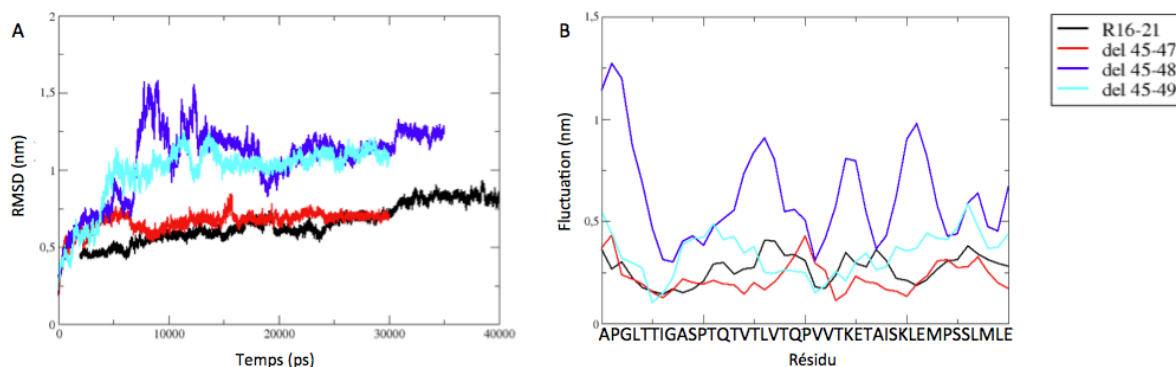 A
RMSD (nm)
2
1,5
1
0,5
0
0 10000 20000 30000 40000
Temps (ps)
B
Fluctuation (nm)
1,5
1
0,5
0
APGLTTIGASPTQTVTLVTQPVVTKETAISKLEMPSSLMLE
Résidu
R16-21
del 45-47
del 45-48
del 45-49